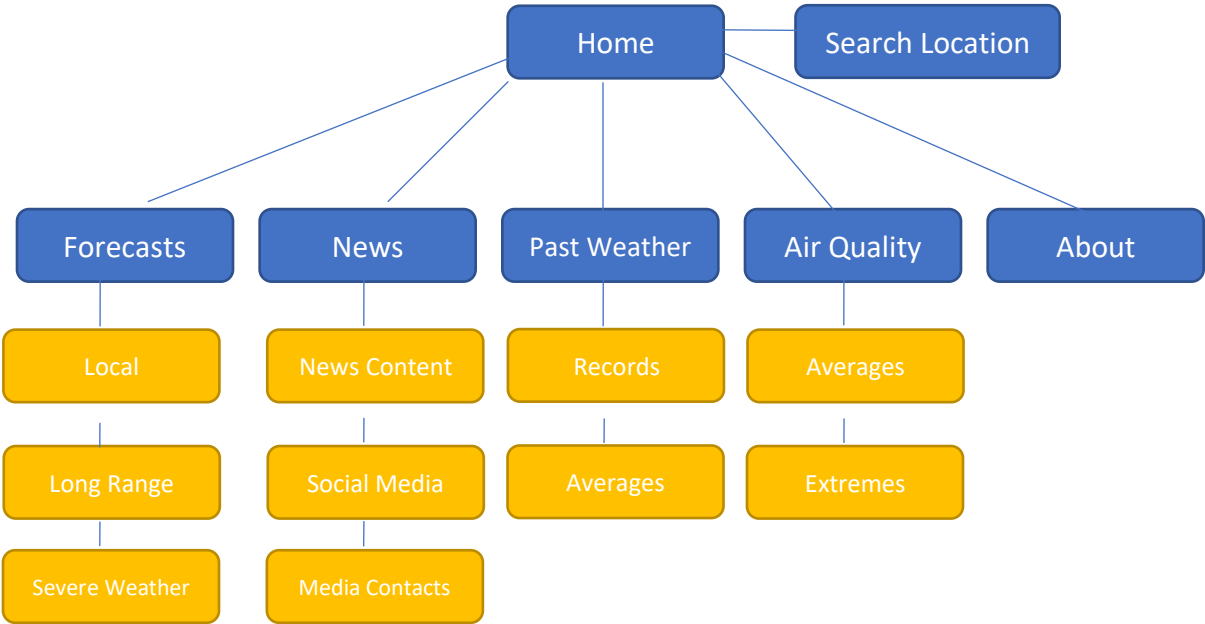 Home
Search Location
Forecasts
News
Past Weather
Air Quality
About
Local
News Content
Records
Averages
Long Range
Social Media
Averages
Extremes
Severe Weather
Media Contacts